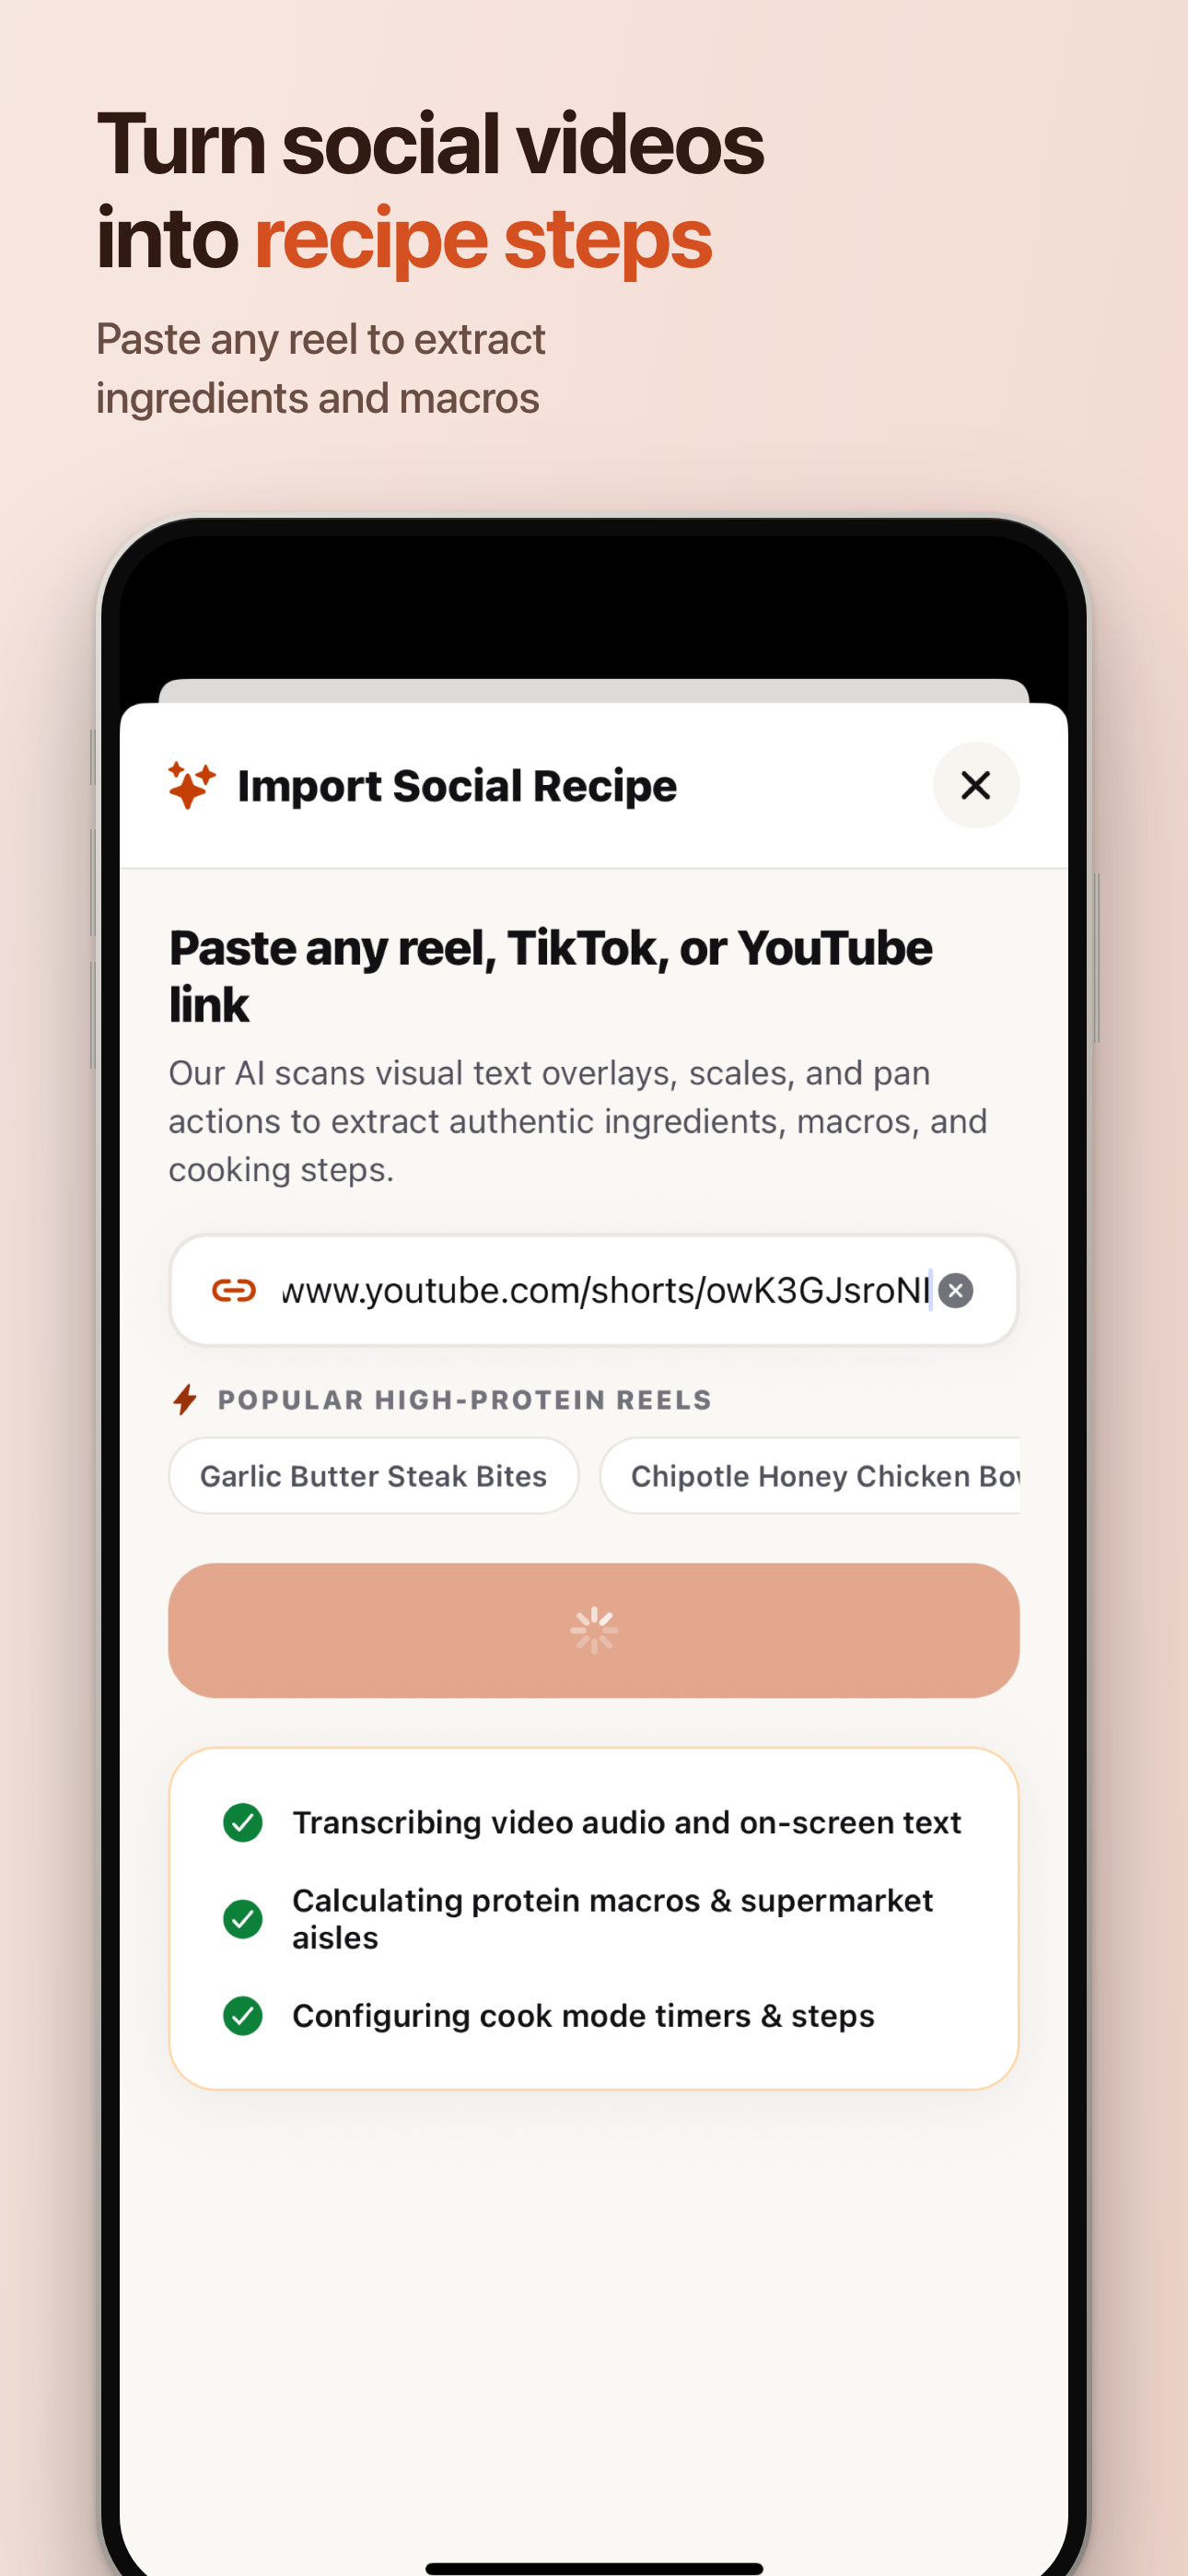 Turn social videos
into recipe steps
Paste any reel to extract
ingredients and macros
Import Social Recipe
Paste any reel, TikTok, or YouTube
link
Our AI scans visual text overlays, scales, and pan
actions to extract authentic ingredients, macros, and
cooking steps.
www.youtube.com/shorts/owK3GJsroNI
POPULAR HIGH-PROTEIN REELS
Garlic Butter Steak Bites
Chipotle Honey Chicken Bo
Transcribing video audio and on-screen text
Calculating protein macros & supermarket
aisles
Configuring cook mode timers & steps